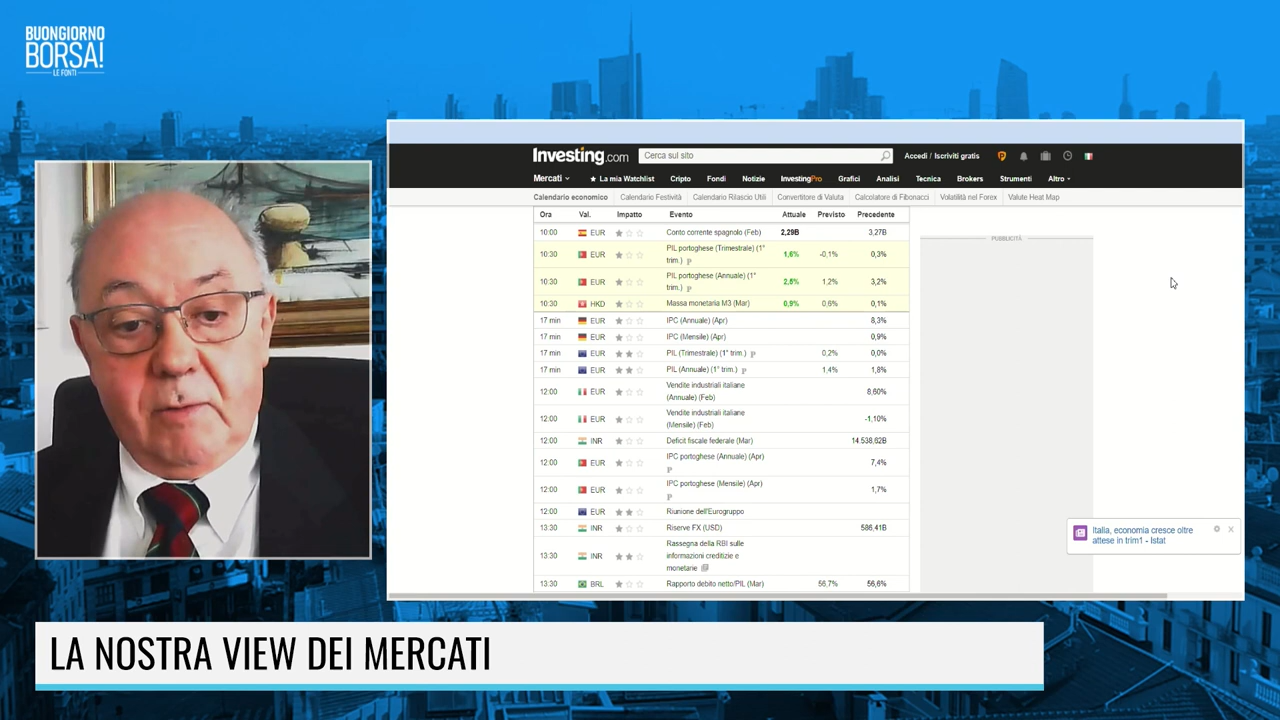 BUONGIORNO
BORSA!
LE FONTI
Investing.com
Cerca sul sito
Accedi / Iscriviti gratis
Mercati
La mia Watchlist
Cripto
Fondi
Notizie
InvestingPro
Grafici
Analisi
Tecnica
Brokers
Strumenti
Altro
Calendario economico
Calendario Festività
Calendario Rilascio Utili
Convertitore di Valuta
Calcolatore di Fibonacci
Volatilità nel Forex
Valute Heat Map
Ora Val. Impatto Evento Attuale Previsto Precedente
10:00 EUR Conto corrente spagnolo (Feb) 2,29B 3,27B
PIL portoghese (Trimestrale) (1°
10:30 EUR 1,6% -0,1% 0,3%
trim.) P
PIL portoghese (Annuale) (1°
10:30 EUR 2,5% 1,2% 3,2%
trim.) P
10:30 HKD Massa monetaria M3 (Mar) 0,9% 0,6% 0,1%
17 min EUR IPC (Annuale) (Apr) 8,3%
17 min EUR IPC (Mensile) (Apr) 0,9%
17 min EUR PIL (Trimestrale) (1° trim.) P 0,2% 0,0%
17 min EUR PIL (Annuale) (1° trim.) P 1,4% 1,8%
Vendite industriali italiane
12:00 EUR 8,60%
(Annuale) (Feb)
Vendite industriali italiane
12:00 EUR -1,10%
(Mensile) (Feb)
12:00 INR Deficit fiscale federale (Mar) 14.538,62B
IPC portoghese (Annuale) (Apr)
12:00 EUR 7,4%
P
IPC portoghese (Mensile) (Apr)
12:00 EUR 1,7%
P
12:00 EUR Riunione dell'Eurogruppo
13:30 INR Riserve FX (USD) 586,41B
Rassegna della RBI sulle
13:30 INR informazioni creditizie e
monetarie
13:30 BRL Rapporto debito netto/PIL (Mar) 56,7% 56,6%
PUBBLICITÀ
Italia, economia cresce oltre
attese in trim1 - Istat
LA NOSTRA VIEW DEI MERCATI